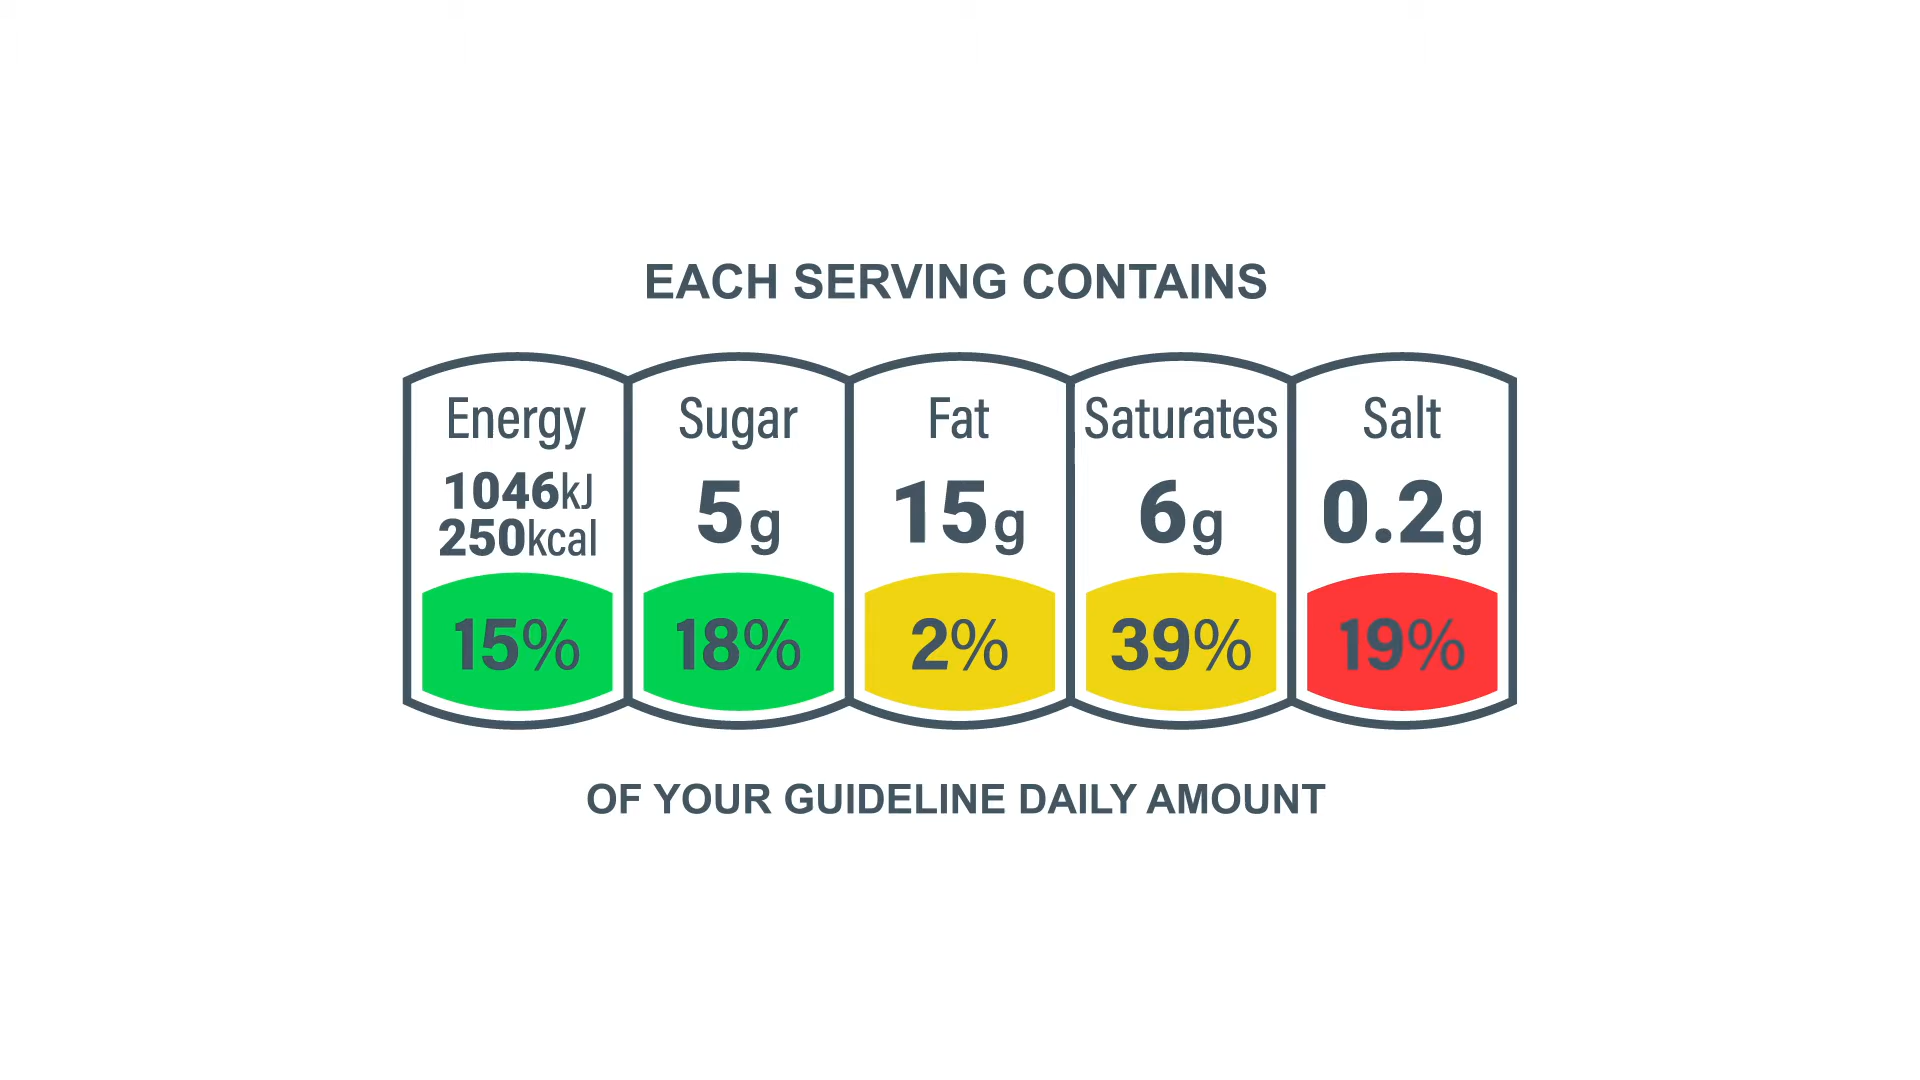 EACH SERVING CONTAINS
Energy Sugar Fat Saturates Salt
1046kJ
250kcal 5g 15g 6g 0.2g
15% 18% 2% 39% 19%
OF YOUR GUIDELINE DAILY AMOUNT